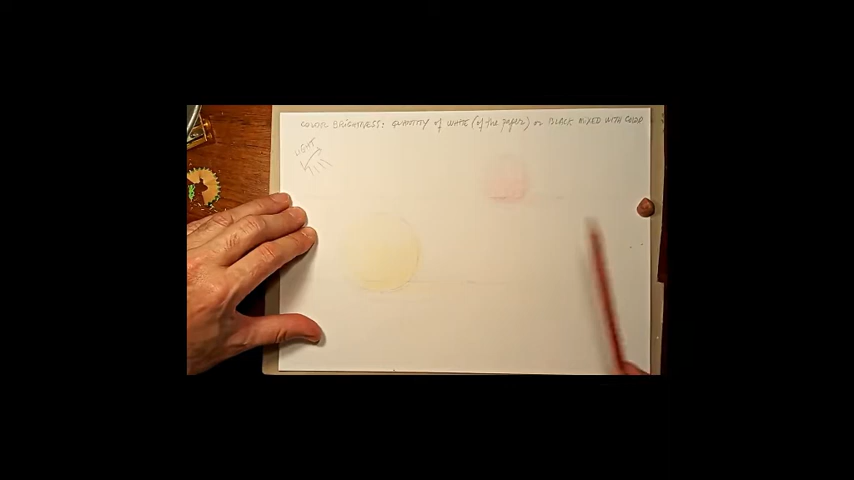 COLOR BRIGHTNESS: QUANTITY of WHITE (of the paper) or BLACK MIXED WITH COLOR
LIGHT